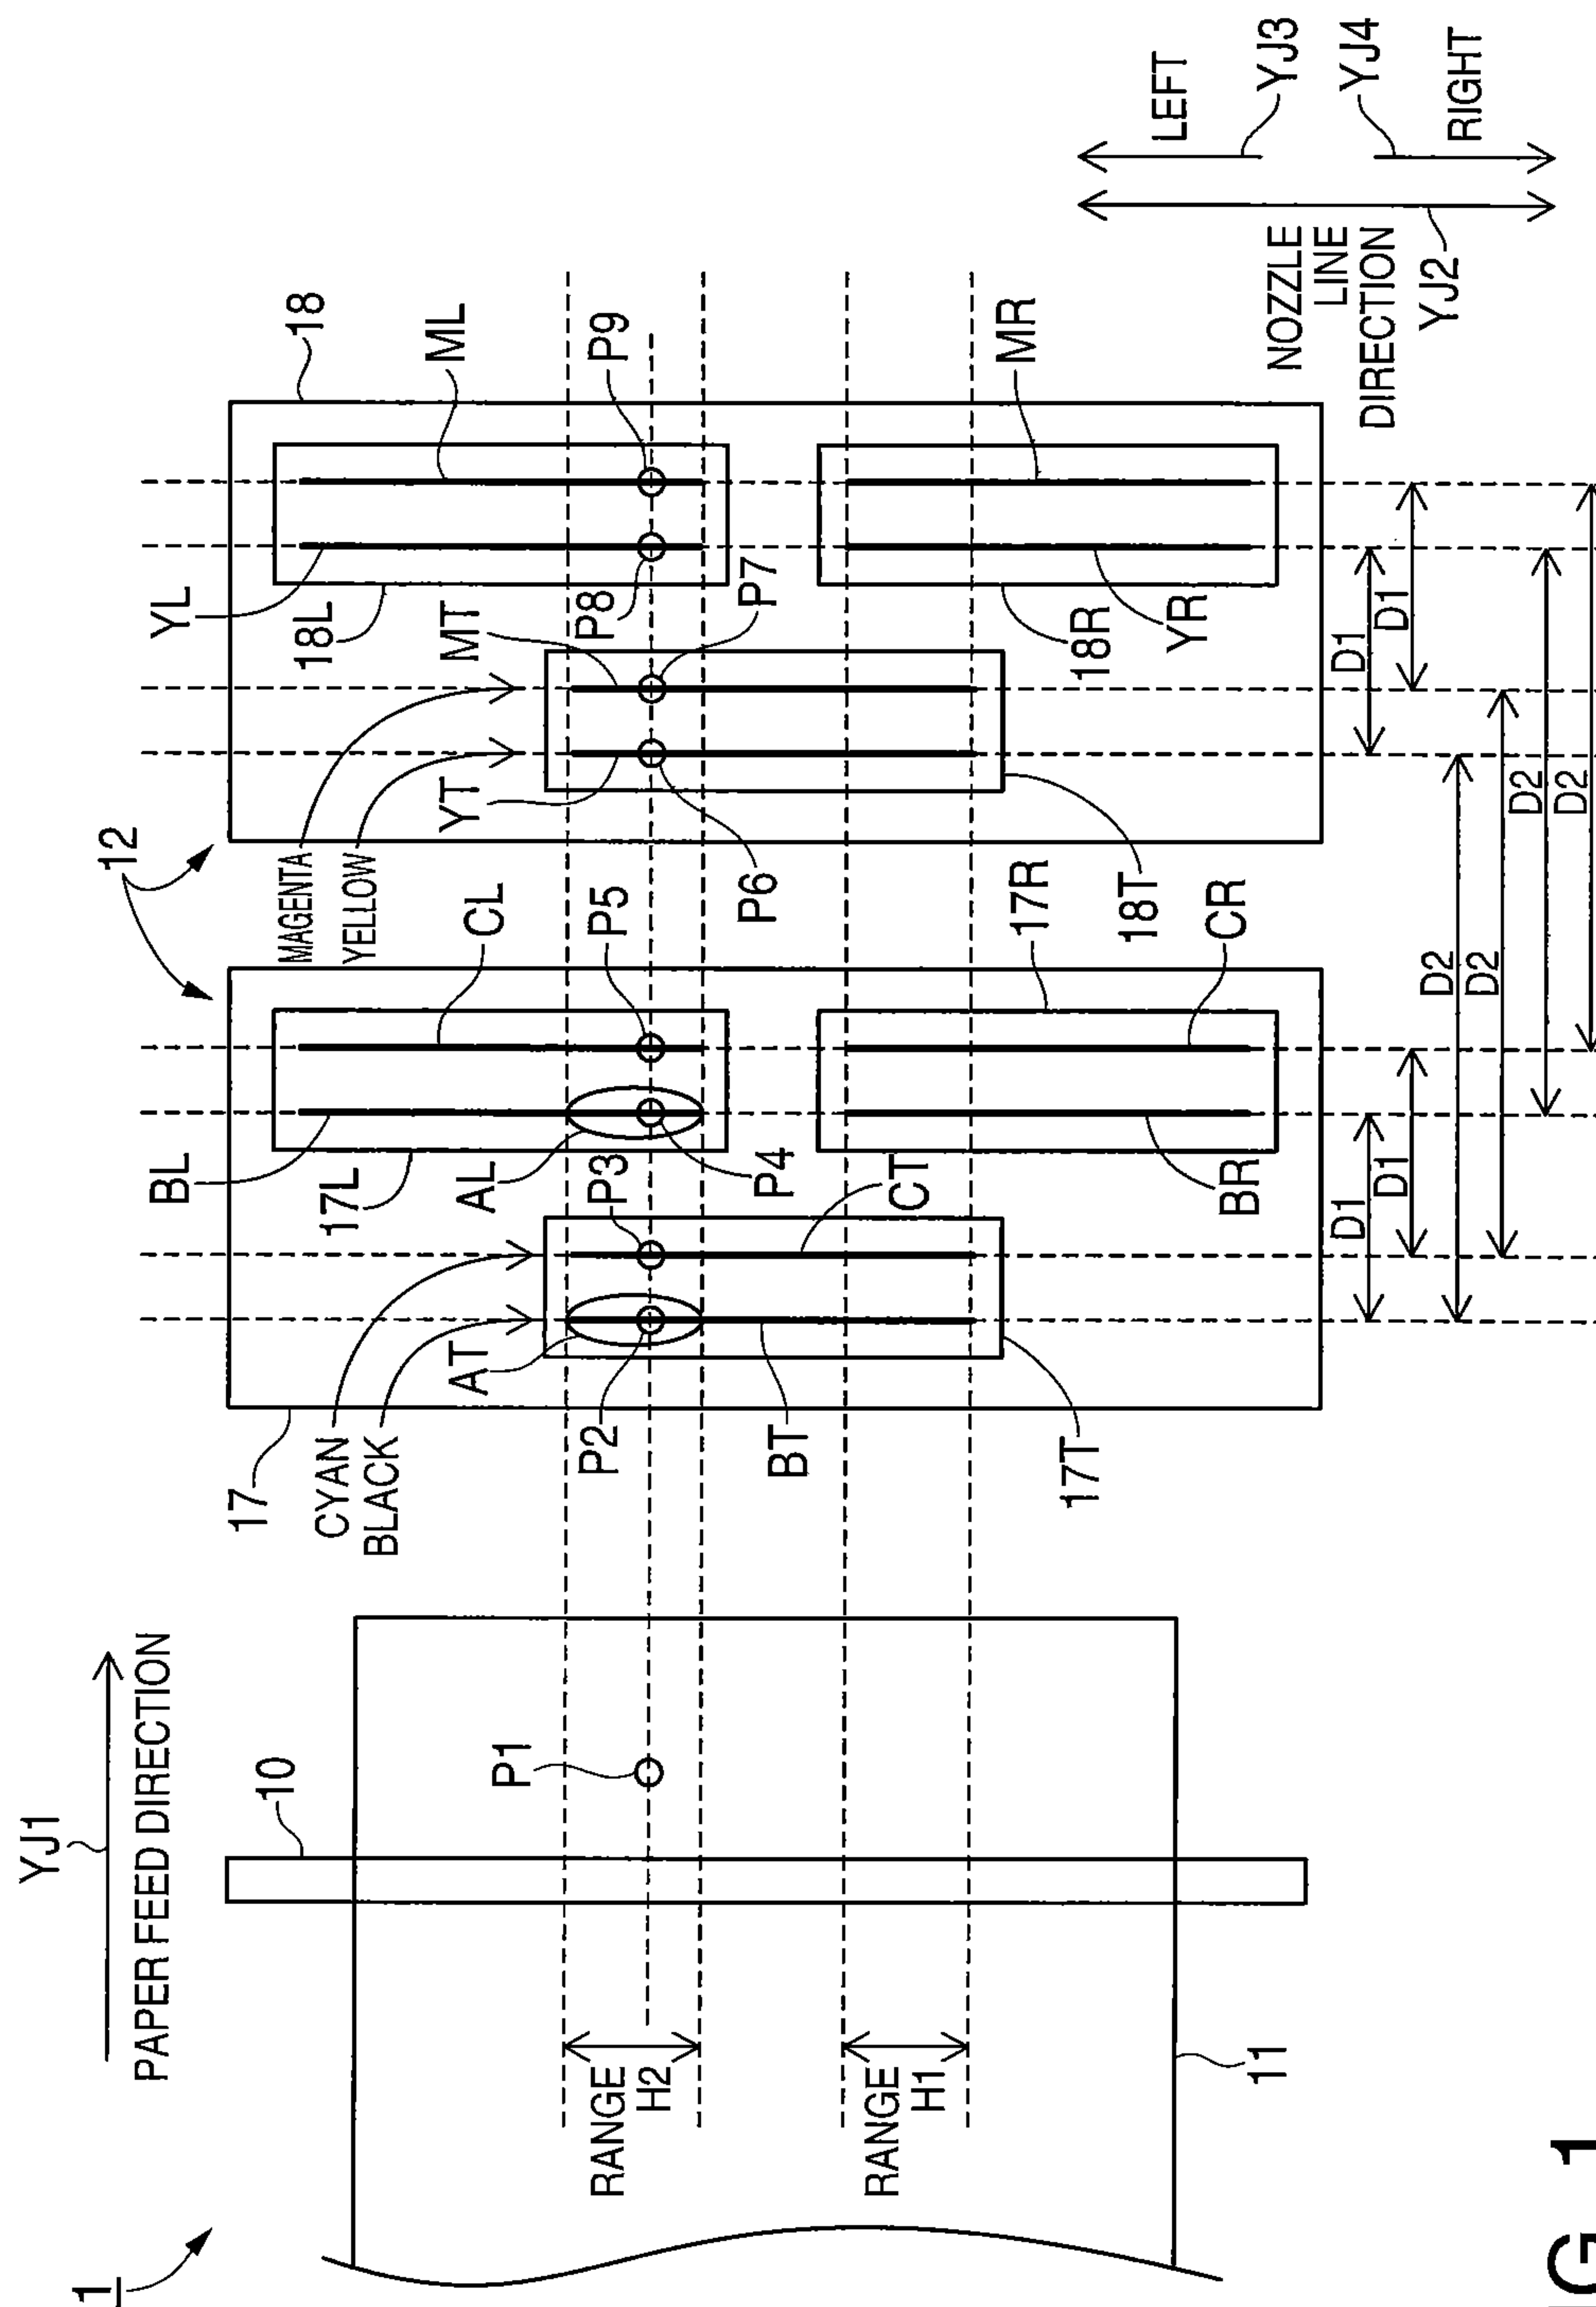 1
YJ1
PAPER FEED DIRECTION
10
P1
RANGE
H2
RANGE
H1
11
12
17
CYAN
BLACK
BL
17L
CL
AT
AL
P2
P3
P4
P5
BT
CT
17T
17R
BR
CR
18
MAGENTA
YELLOW
YL
18L
ML
YT
MT
P6
P7
P8
P9
18T
18R
YR
MR
D1
D1
D1
D1
D2
D2
D2
D2
LEFT
YJ3
YJ4
RIGHT
NOZZLE
LINE
DIRECTION
YJ2